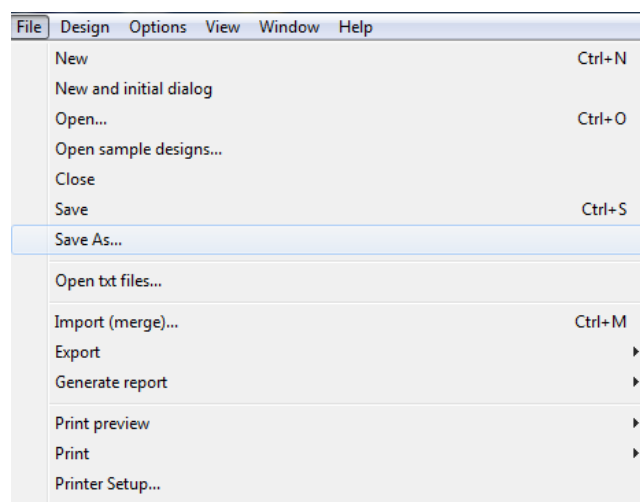 File Design Options View Window Help
New Ctrl+N
New and initial dialog
Open... Ctrl+O
Open sample designs...
Close
Save Ctrl+S
Save As...
Open txt files...
Import (merge)... Ctrl+M
Export
Generate report
Print preview
Print
Printer Setup...